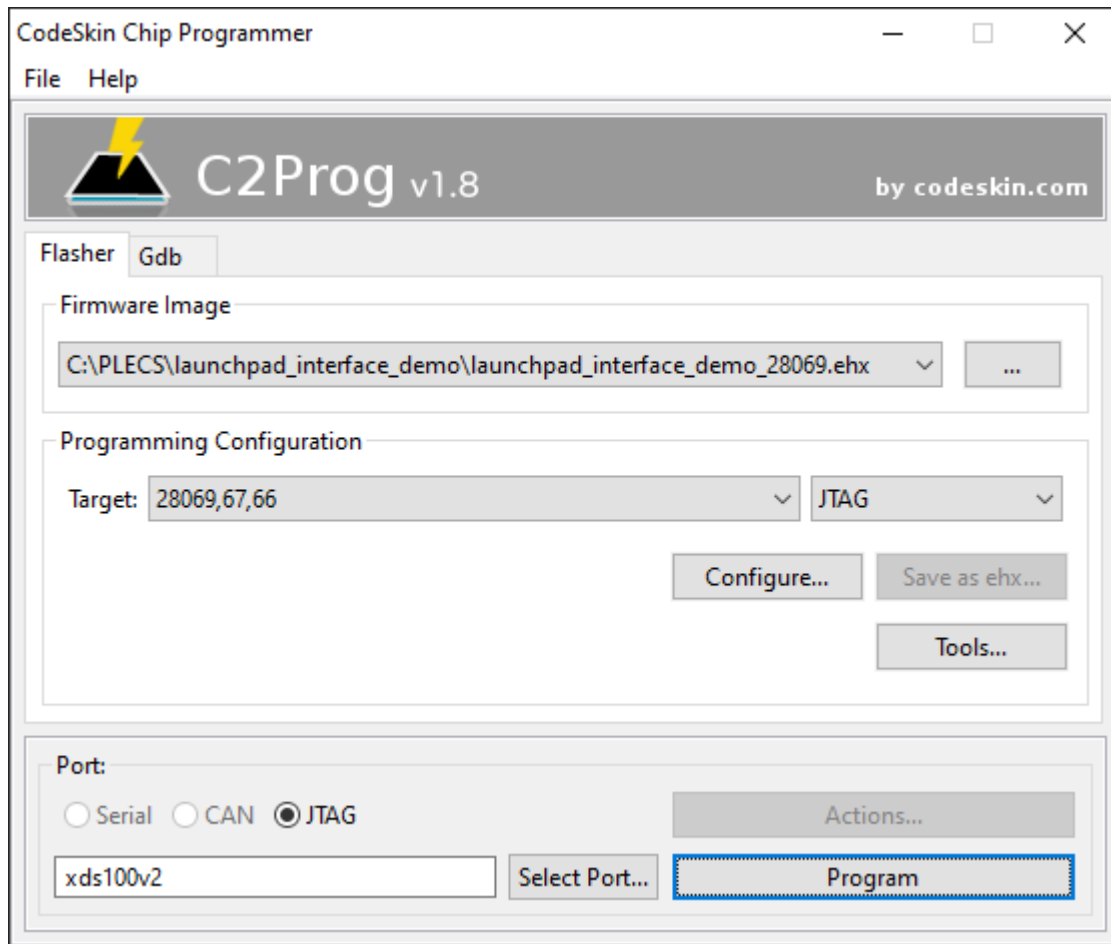 CodeSkin Chip Programmer
File Help
C2Prog v1.8
by codeskin.com
Flasher Gdb
Firmware Image
C:\PLECS\launchpad_interface_demo\launchpad_interface_demo_28069.ehx
...
Programming Configuration
Target: 28069,67,66 JTAG
Configure... Save as ehx...
Tools...
Port:
Serial CAN JTAG Actions...
xds100v2 Select Port... Program